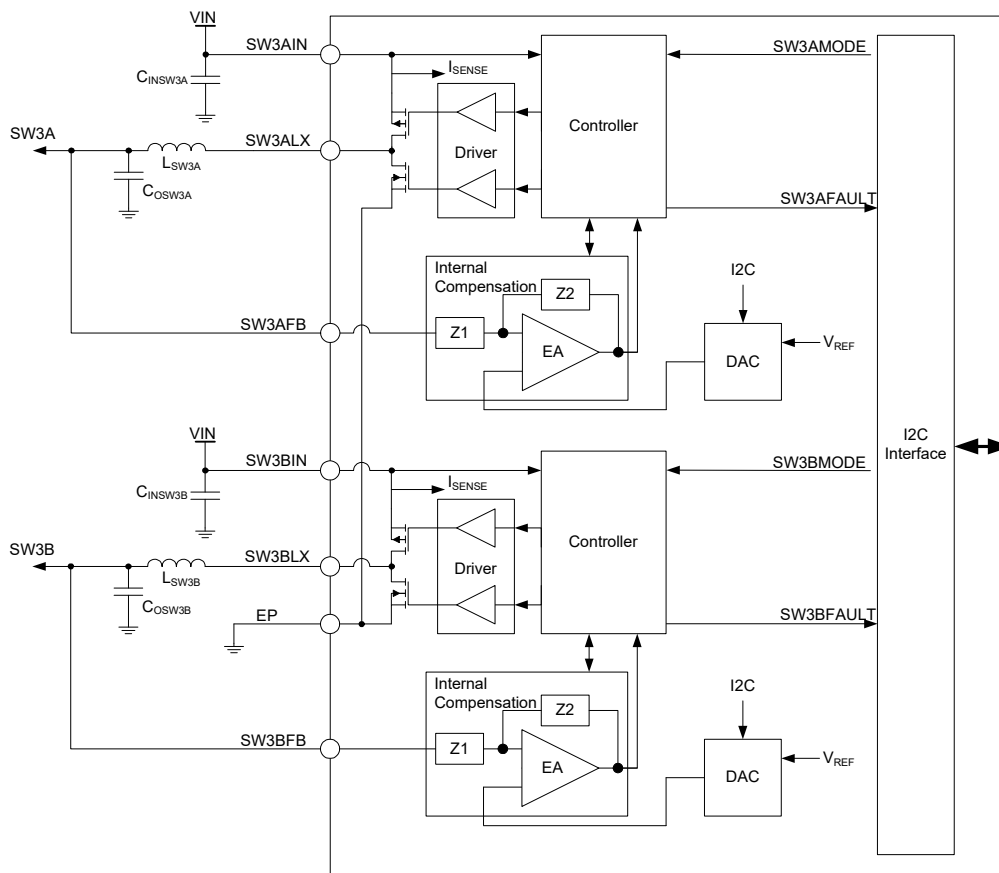 VIN
SW3AIN
SW3AMODE
CINSW3A
ISENSE
Controller
SW3A
SW3ALX
Driver
LSW3A
COSW3A
SW3AFAULT
Internal
Compensation
I2C
Z2
SW3AFB
Z1
EA
VREF
DAC
VIN
I2C
Interface
SW3BIN
SW3BMODE
CINSW3B
ISENSE
Controller
SW3B
SW3BLX
Driver
LSW3B
COSW3B
EP
SW3BFAULT
Internal
Compensation
I2C
Z2
SW3BFB
Z1
EA
VREF
DAC